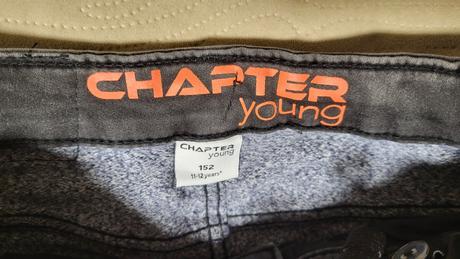 CHAPTER
young
CHAPTER
young
152
11-12 years*